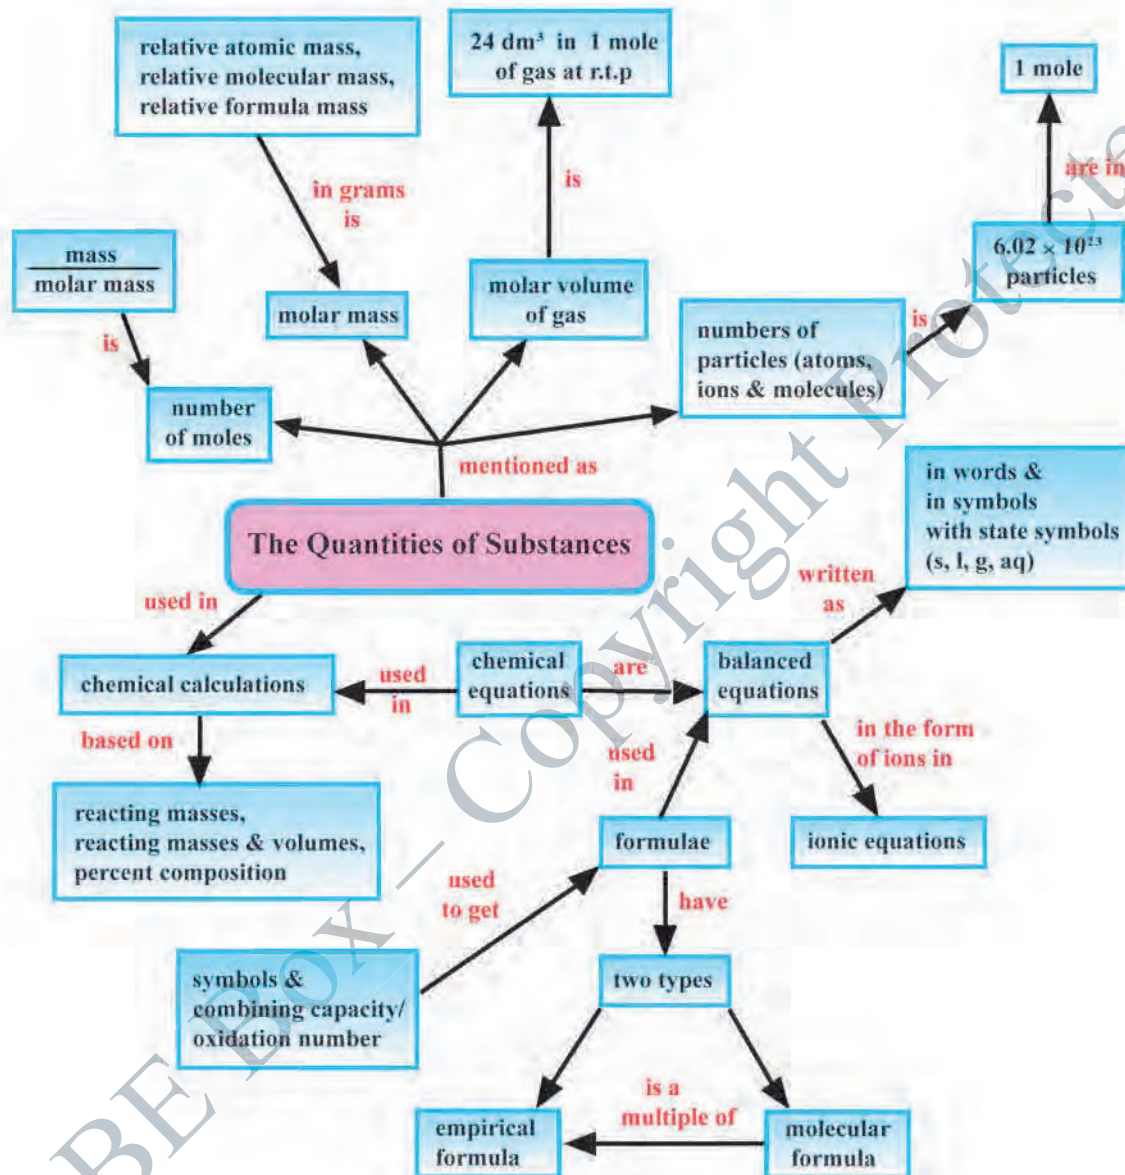 relative atomic mass,
relative molecular mass,
relative formula mass
24 dm³ in 1 mole
of gas at r.t.p
1 mole
in grams
is
is
are in
mass
molar mass
6.02 × 10²³
particles
molar mass
molar volume
of gas
numbers of
particles (atoms,
ions & molecules)
is
is
number
of moles
mentioned as
in words &
in symbols
with state symbols
(s, l, g, aq)
The Quantities of Substances
written
as
used in
chemical calculations
used
in
chemical
equations
are
balanced
equations
based on
used
in
in the form
of ions in
reacting masses,
reacting masses & volumes,
percent composition
formulae
ionic equations
used
to get
have
symbols &
combining capacity/
oxidation number
two types
is a
multiple of
empirical
formula
molecular
formula
BE Box – Copyright Protecte